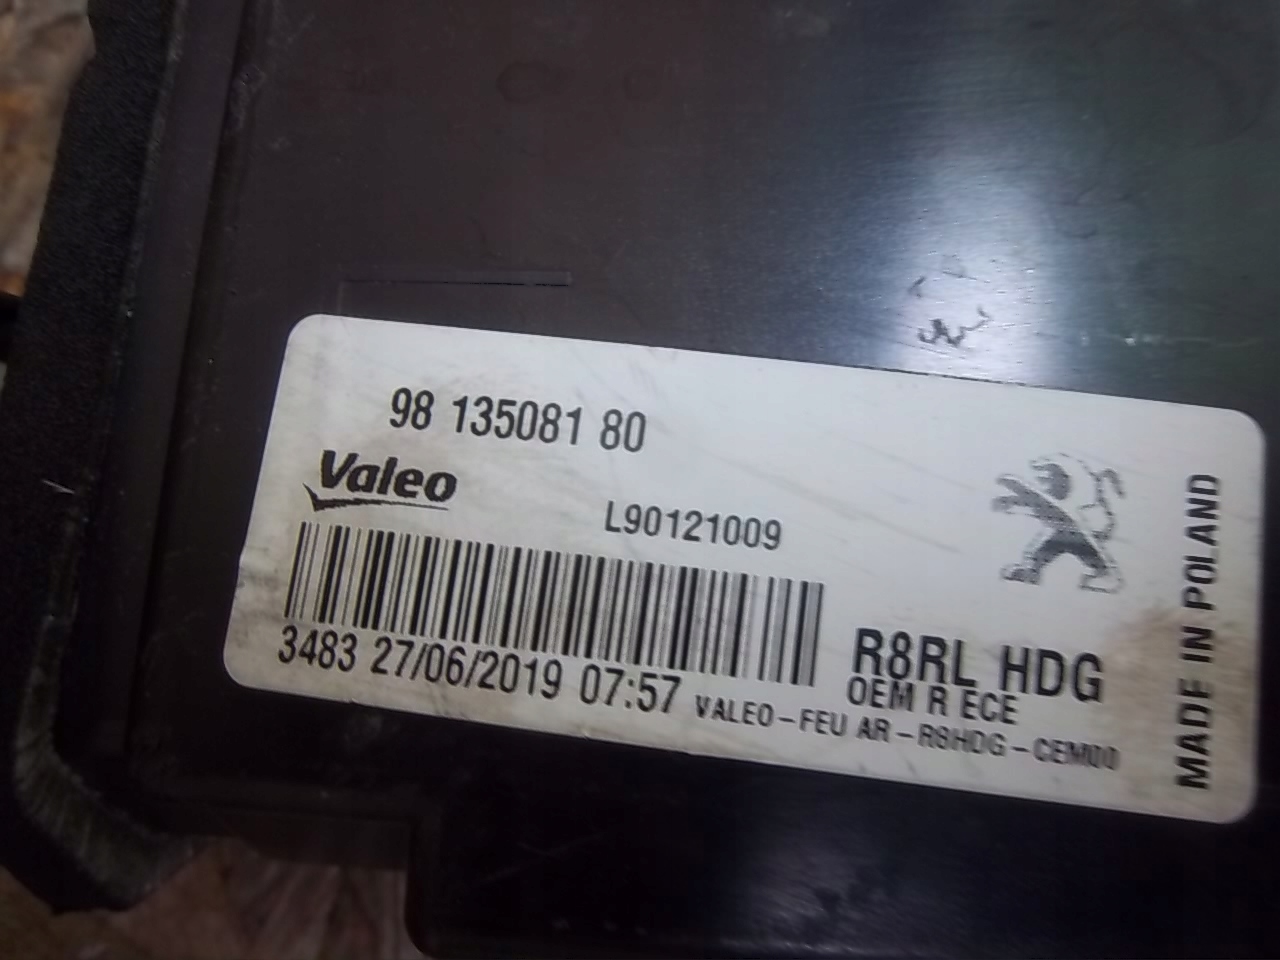 98 135081 80
Valeo
L90121009
3483 27/06/2019 07:57
R8RL HDG
OEM R ECE
VALEO-FEU AR-R8HDG-CEM00
MADE IN POLAND